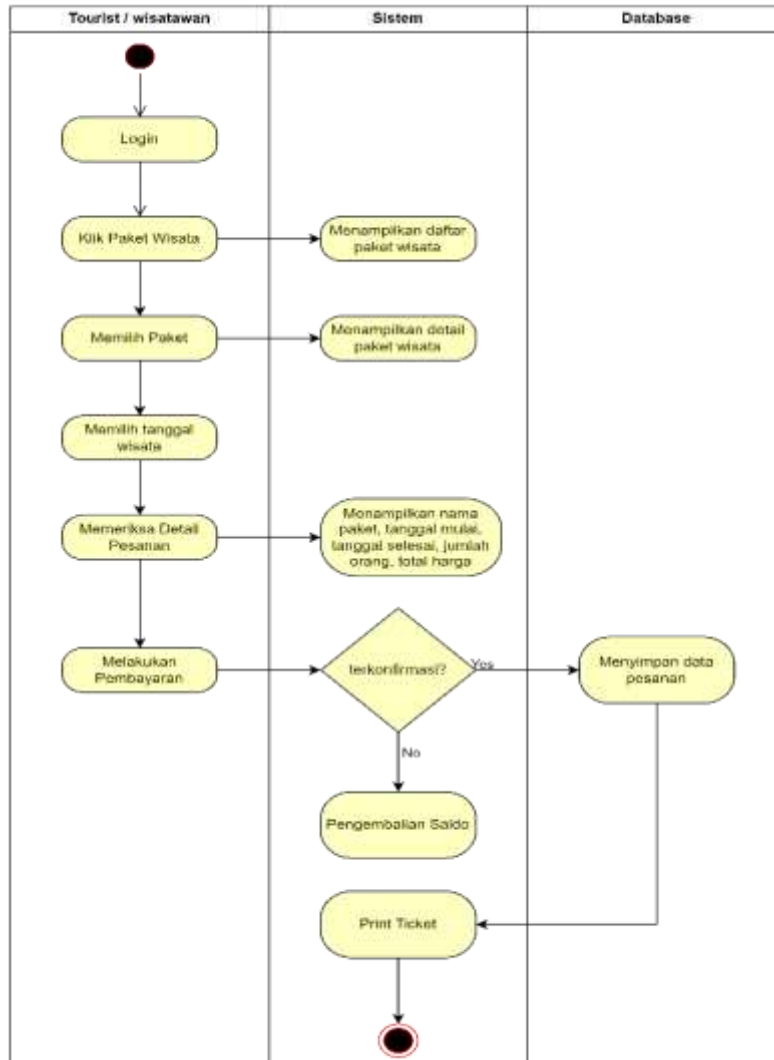 Tourist / wisatawan
Sistem
Database
Login
Klik Paket Wisata
Menampilkan daftar
paket wisata
Memilih Paket
Menampilkan detail
paket wisata
Memilih tanggal
wisata
Memeriksa Detail
Pesanan
Menampilkan nama
paket, tanggal mulai,
tanggal selesai, jumlah
orang, total harga
Melakukan
Pembayaran
terkonfirmasi?
Yes
Menyimpan data
pesanan
No
Pengembalian Saldo
Print Ticket